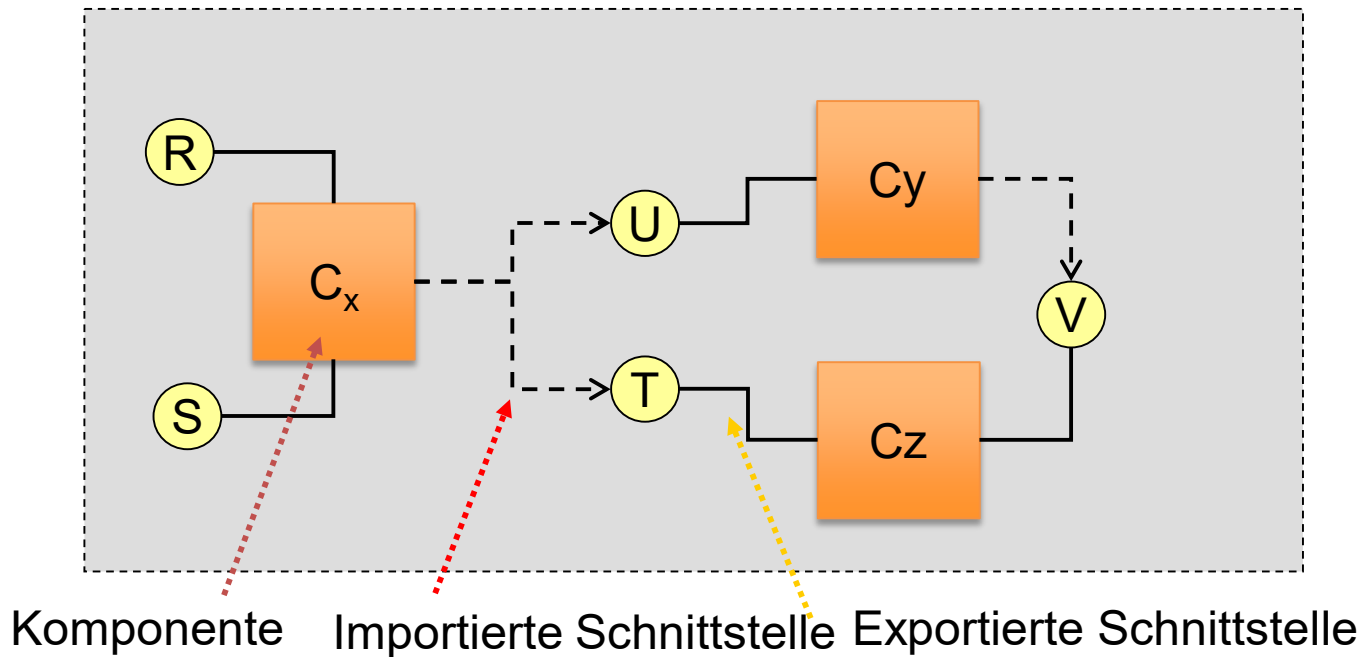 R
Cy
U
Cₓ
V
T
S
Cz
Komponente
Importierte Schnittstelle
Exportierte Schnittstelle